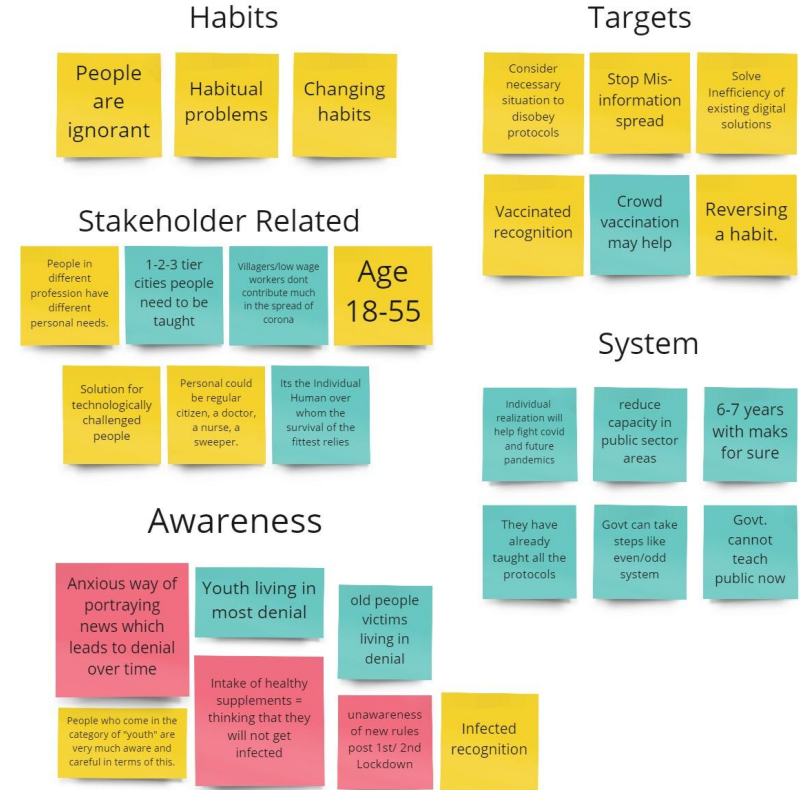 Habits
People
are
ignorant
Habitual
problems
Changing
habits
Targets
Consider
necessary
situation to
disobey
protocols
Stop Mis-
information
spread
Solve
Inefficiency of
existing digital
solutions
Vaccinated
recognition
Crowd
vaccination
may help
Reversing
a habit.
Stakeholder Related
People in
different
profession have
different
personal needs.
1-2-3 tier
cities people
need to be
taught
Villagers/low wage
workers dont
contribute much
in the spread of
corona
Age
18-55
Solution for
technologically
challenged
people
Personal could
be regular
citizen, a doctor,
a nurse, a
sweeper.
Its the Individual
Human over
whom the
survival of the
fittest relies
System
Individual
realization will
help fight covid
and future
pandemics
reduce
capacity in
public sector
areas
6-7 years
with maks
for sure
They have
already
taught all the
protocols
Govt can take
steps like
even/odd
system
Govt.
cannot
teach
public now
Awareness
Anxious way of
portraying
news which
leads to denial
over time
Youth living in
most denial
old people
victims
living in
denial
People who come in the
category of "youth" are
very much aware and
careful in terms of this.
Intake of healthy
supplements =
thinking that they
will not get
infected
unawareness
of new rules
post 1st/ 2nd
Lockdown
Infected
recognition